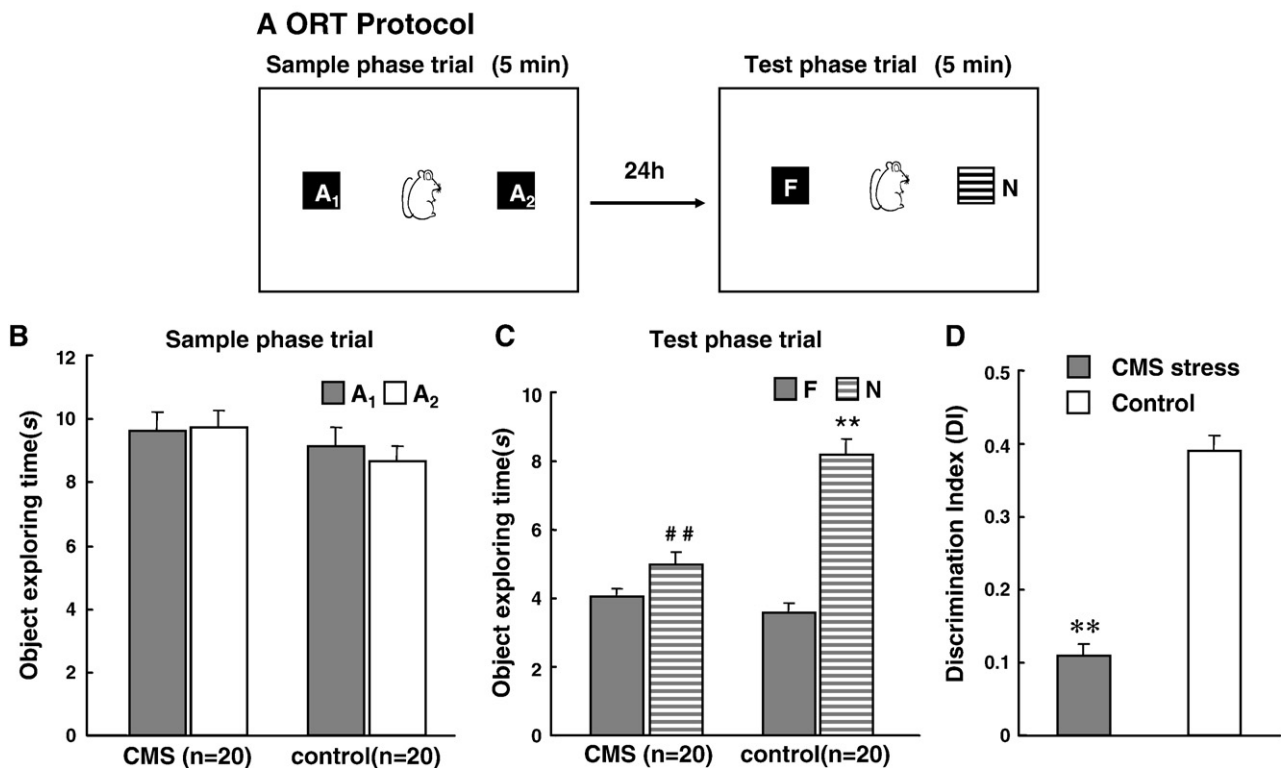 A ORT Protocol
Sample phase trial (5 min)
Test phase trial (5 min)
A₁
A₂
24h
F
N
B
Sample phase trial
Object exploring time(s)
12
10
8
6
4
2
0
A₁ A₂
CMS (n=20) control(n=20)
C
Test phase trial
Object exploring time(s)
10
8
6
4
2
0
F N
##
**
CMS (n=20) control(n=20)
D
Discrimination Index (DI)
0.5
0.4
0.3
0.2
0.1
0
CMS stress
Control
**